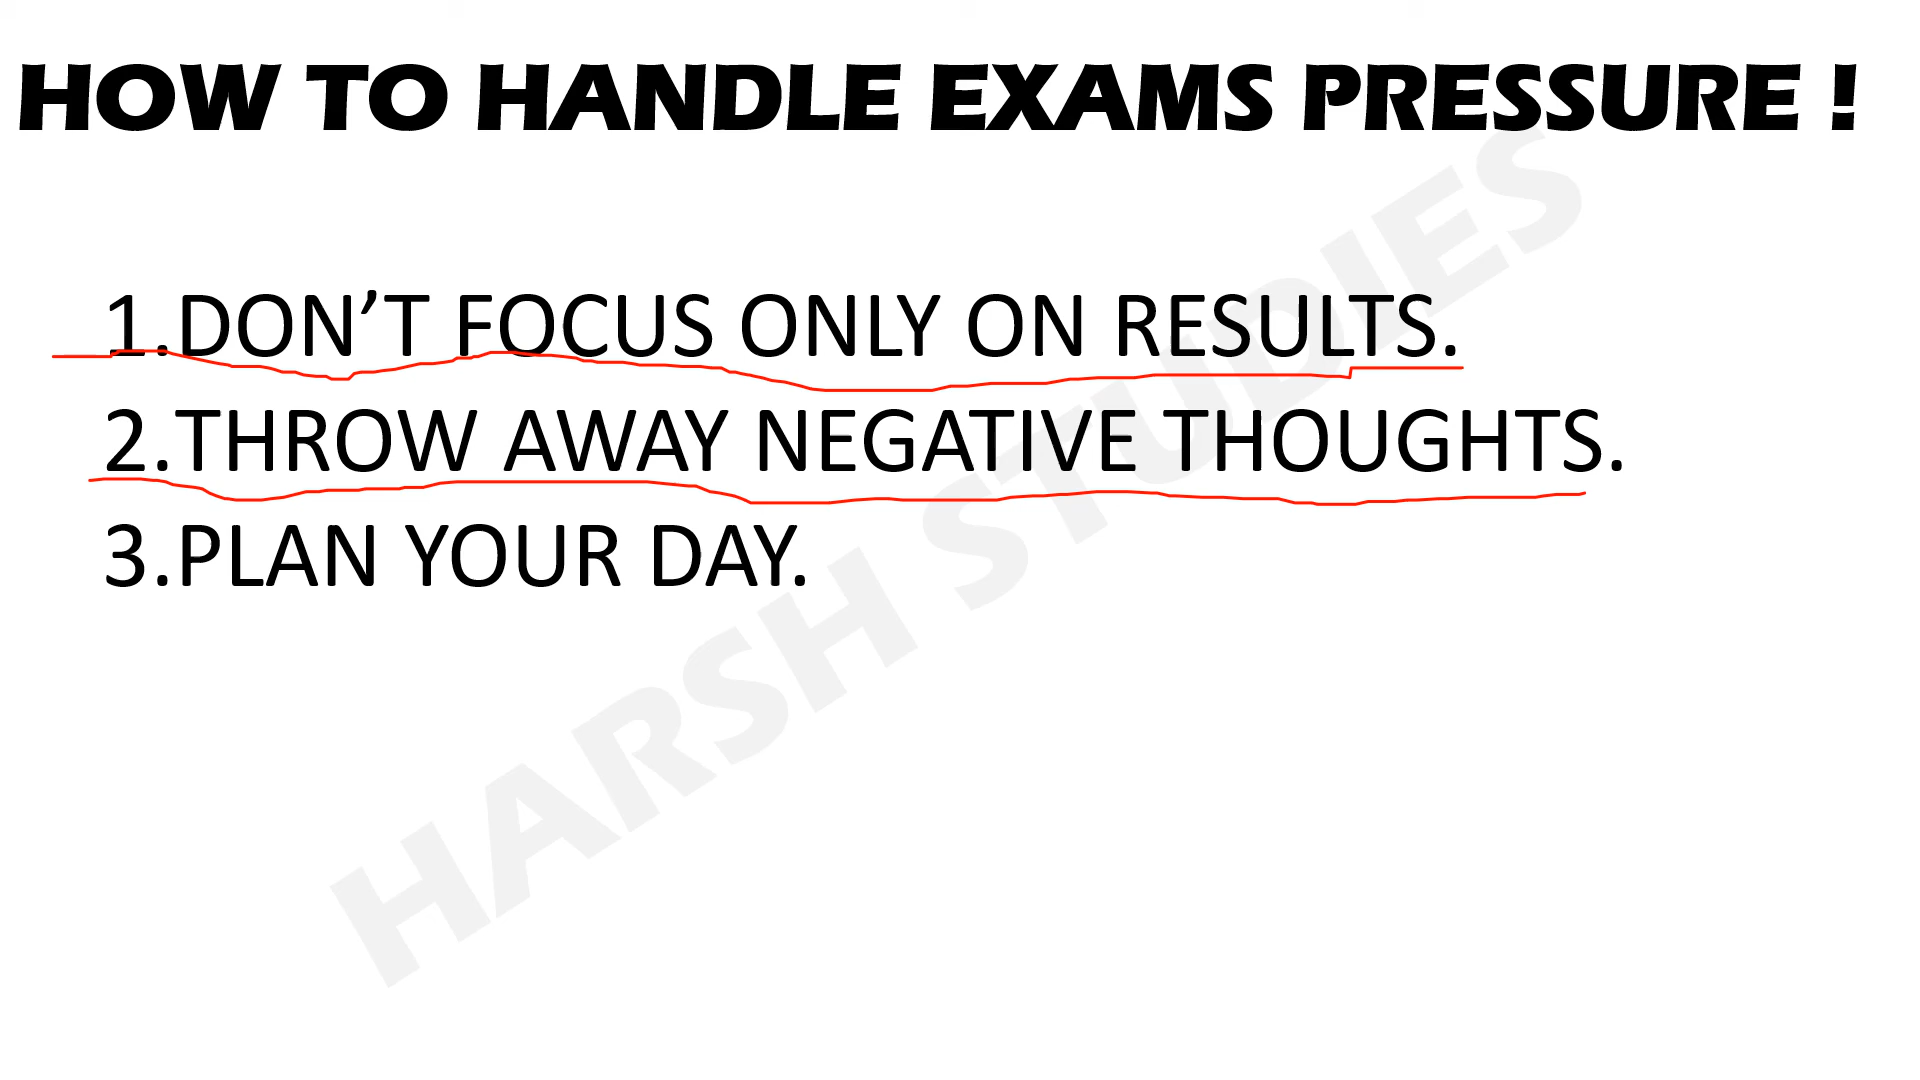 HOW TO HANDLE EXAMS PRESSURE !
1.DON’T FOCUS ONLY ON RESULTS.
2.THROW AWAY NEGATIVE THOUGHTS.
3.PLAN YOUR DAY.
HARSH STUDIES